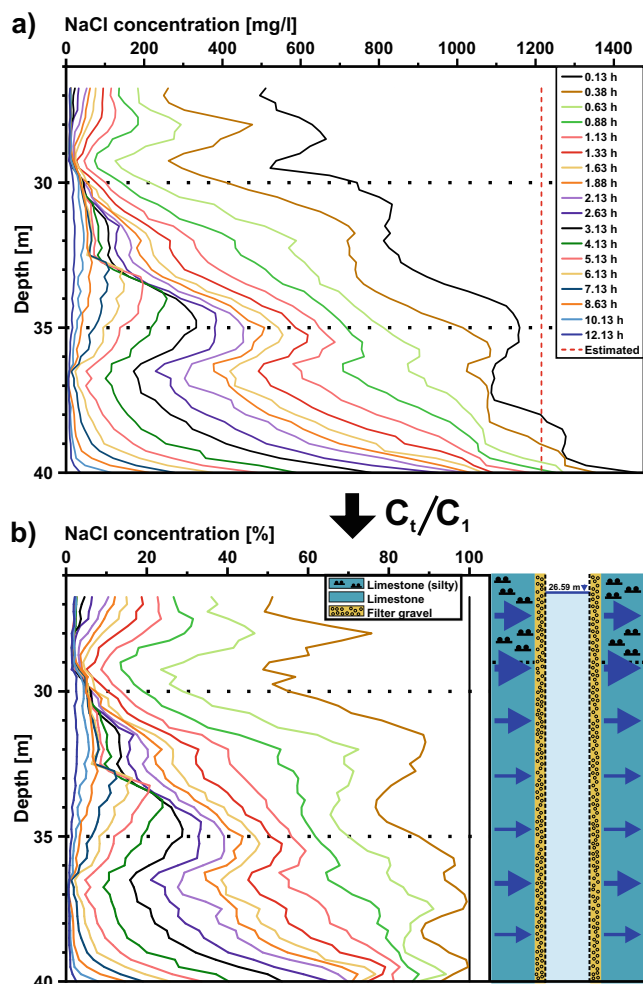 a)
NaCl concentration [mg/l]
0 200 400 600 800 1000 1200 1400
Depth [m]
30
35
40
0.13 h
0.38 h
0.63 h
0.88 h
1.13 h
1.33 h
1.63 h
1.88 h
2.13 h
2.63 h
3.13 h
4.13 h
5.13 h
6.13 h
7.13 h
8.63 h
10.13 h
12.13 h
Estimated
Ct/C1
b)
NaCl concentration [%]
0 20 40 60 80 100
Depth [m]
30
35
40
Limestone (silty)
Limestone
Filter gravel
26.59 m